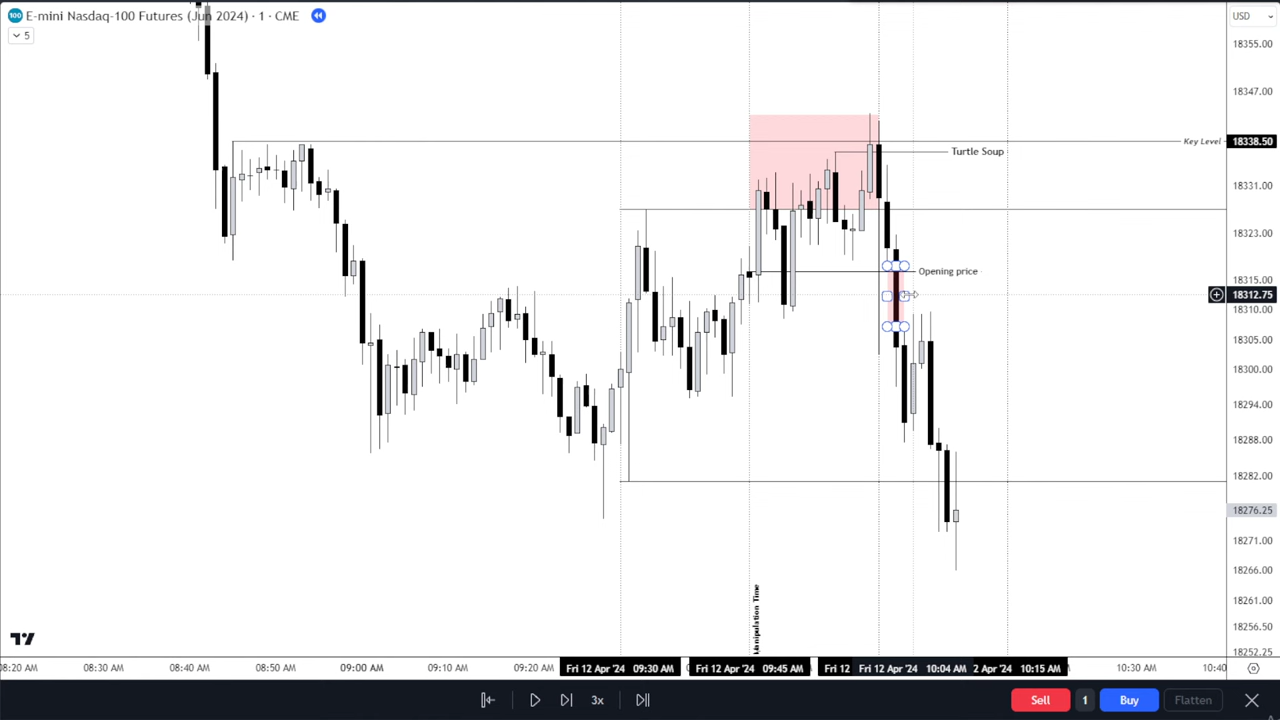 100 E-mini Nasdaq-100 Futures (Jun 2024) · 1 · CME
USD
5
18355.00
18347.00
Key Level
18338.50
Turtle Soup
18331.00
18323.00
Opening price
18315.00
18312.75
18310.00
18305.00
18300.00
18294.00
18288.00
18282.00
18276.25
18271.00
18266.00
18261.00
18256.50
18252.25
Manipulation Time
08:20 AM 08:30 AM 08:40 AM 08:50 AM 09:00 AM 09:10 AM 09:20 AM Fri 12 Apr '24 09:30 AM Fri 12 Apr '24 09:45 AM Fri 12 Fri 12 Apr '24 10:04 AM 2 Apr '24 10:15 AM 10:30 AM 10:40
3x
Sell 1 Buy Flatten